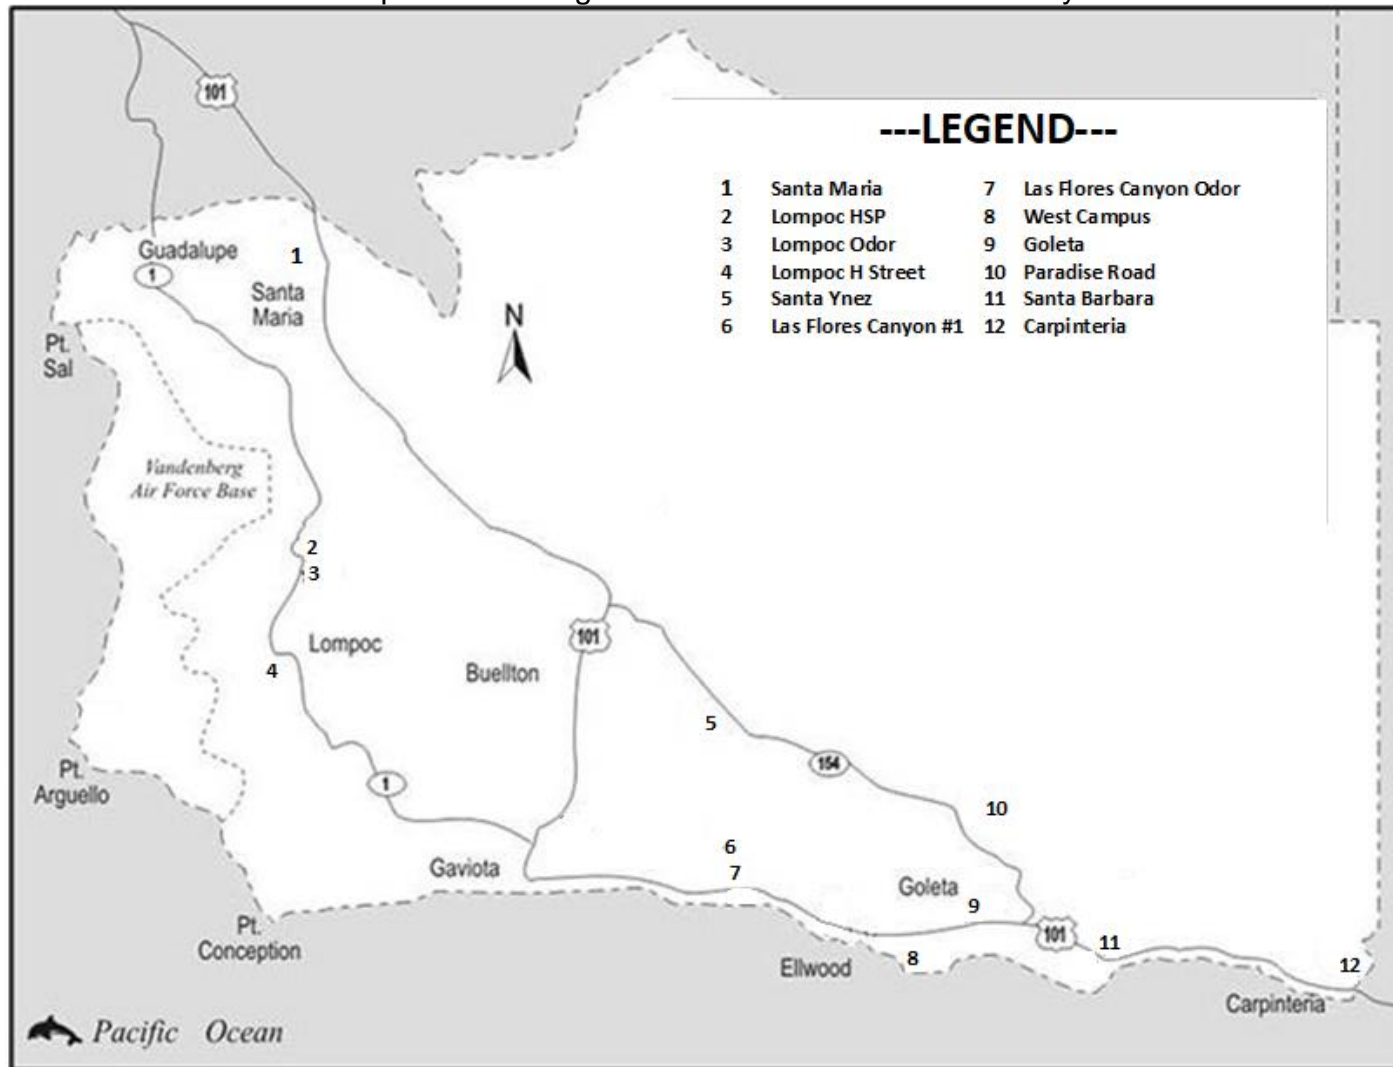 101
---LEGEND---
1 Santa Maria 7 Las Flores Canyon Odor
2 Lompoc HSP 8 West Campus
3 Lompoc Odor 9 Goleta
4 Lompoc H Street 10 Paradise Road
5 Santa Ynez 11 Santa Barbara
6 Las Flores Canyon #1 12 Carpinteria
Guadalupe
1
1
Santa
Maria
N
Pt.
Sal
Vandenberg
Air Force Base
2
3
101
Lompoc
4
Buellton
5
154
Pt.
Arguello
1
10
6
7
Gaviota
Goleta
9
Pt.
Conception
101
11
8
Ellwood
12
Carpinteria
Pacific Ocean